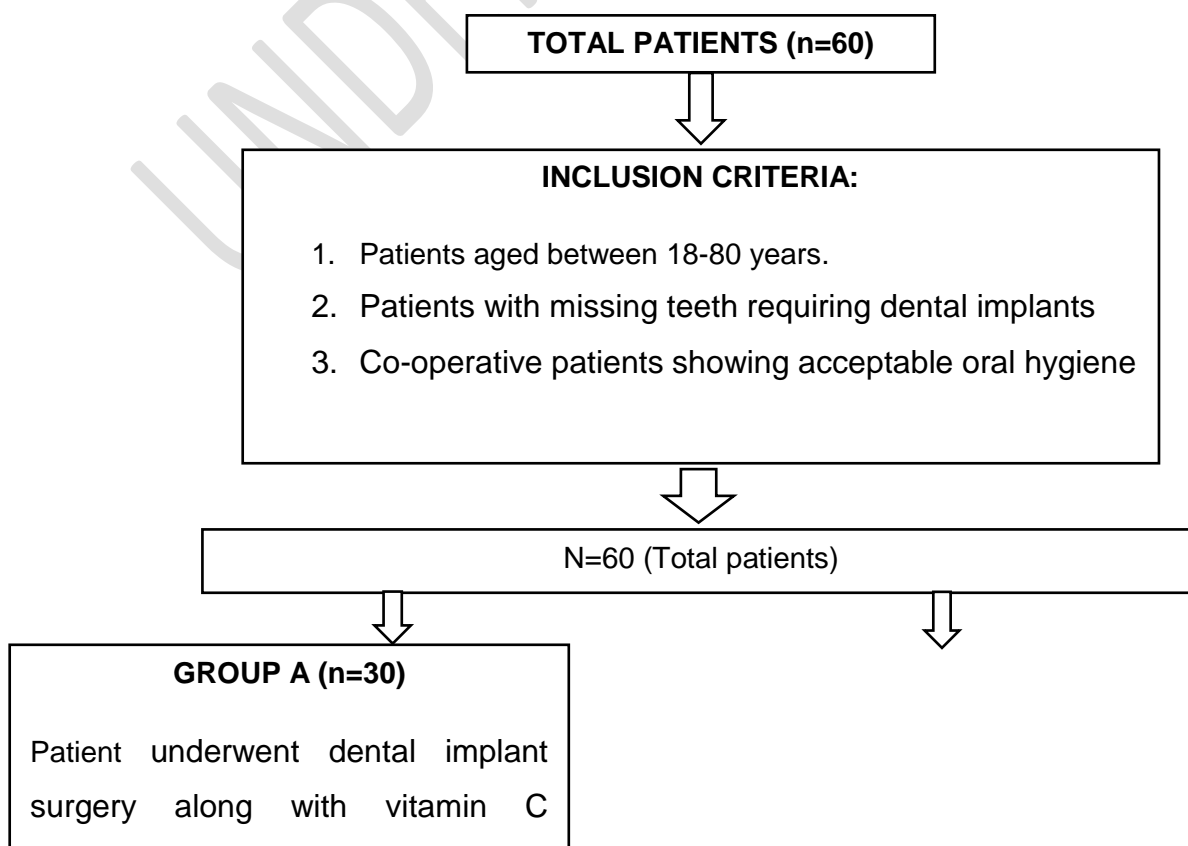 TOTAL PATIENTS (n=60)
INCLUSION CRITERIA:
1. Patients aged between 18-80 years.
2. Patients with missing teeth requiring dental implants
3. Co-operative patients showing acceptable oral hygiene
N=60 (Total patients)
GROUP A (n=30)
Patient underwent dental implant
surgery along with vitamin C